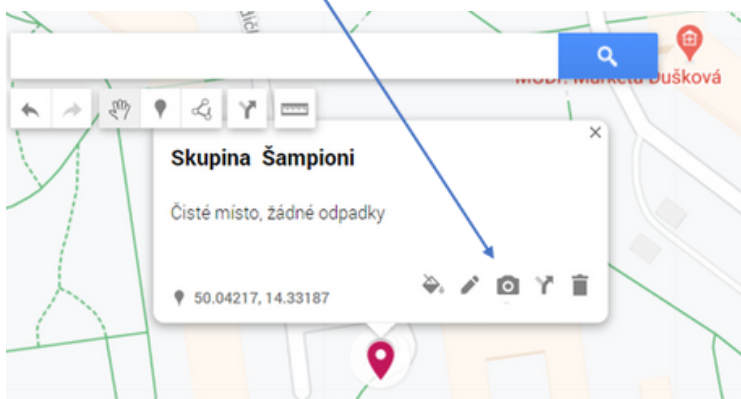 MUDr. Markéta Dušková
Skupina Šampioni
Čisté místo, žádné odpadky
50.04217, 14.33187